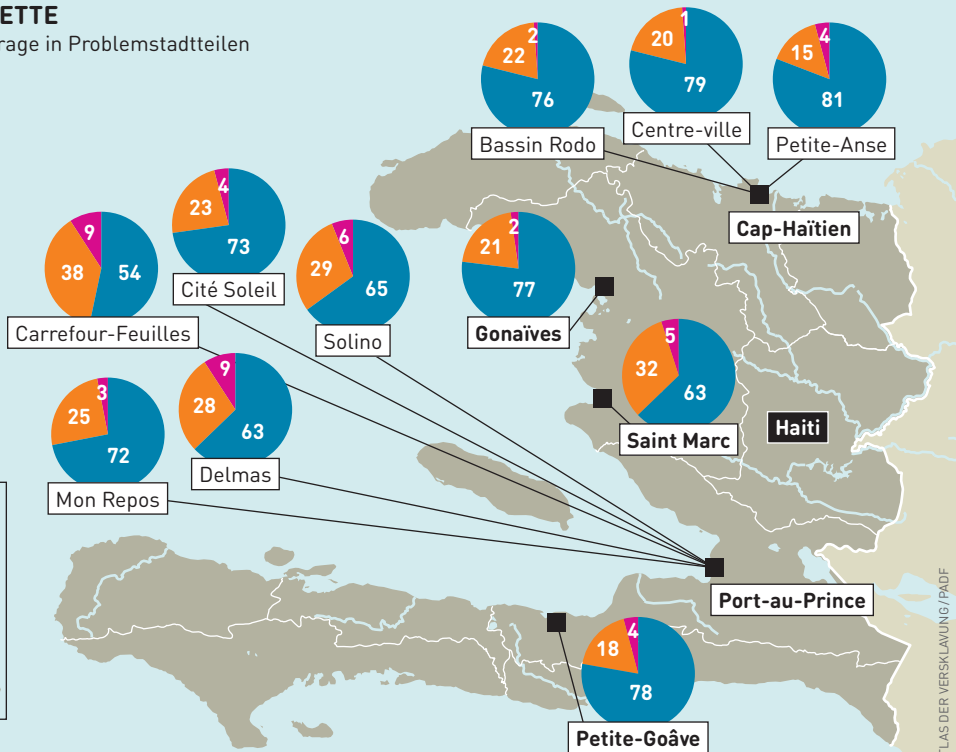 ETTE
rage in Problemstadtteilen
2
22
76
Bassin Rodo
1
20
79
Centre-ville
4
15
81
Petite-Anse
Cap-Haïtien
9
38
54
Carrefour-Feuilles
4
23
73
Cité Soleil
6
29
65
Solino
2
21
77
Gonaïves
5
32
63
Saint Marc
Haiti
3
25
72
Mon Repos
9
28
63
Delmas
Port-au-Prince
4
18
78
Petite-Goâve
TLAS DER VERSKLAVUNG / PADF